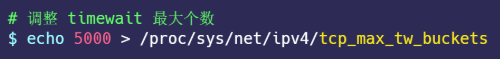 # 调整 timewait 最大个数
$ echo 5000 > /proc/sys/net/ipv4/tcp_max_tw_buckets